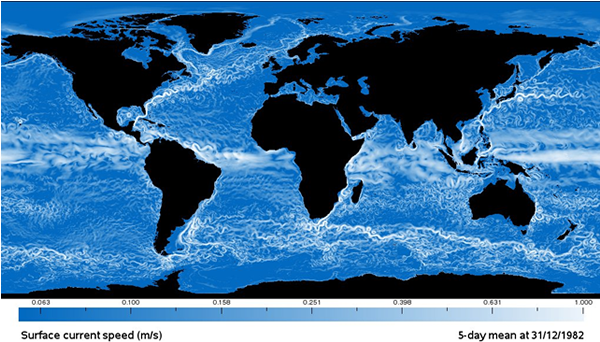 0.063 0.100 0.158 0.251 0.398 0.631 1.000
Surface current speed (m/s) 5-day mean at 31/12/1982